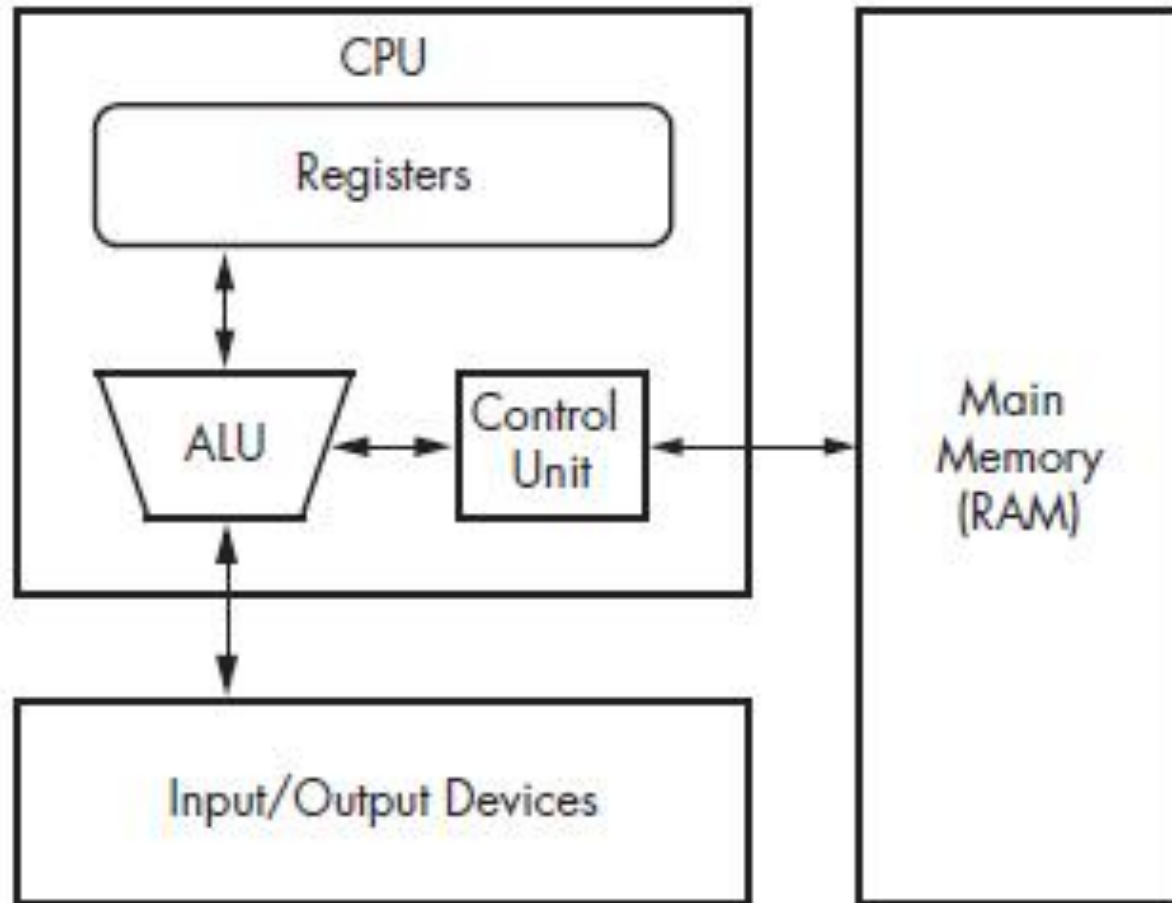 CPU
Registers
ALU
Control
Unit
Main
Memory
(RAM)
Input/Output Devices